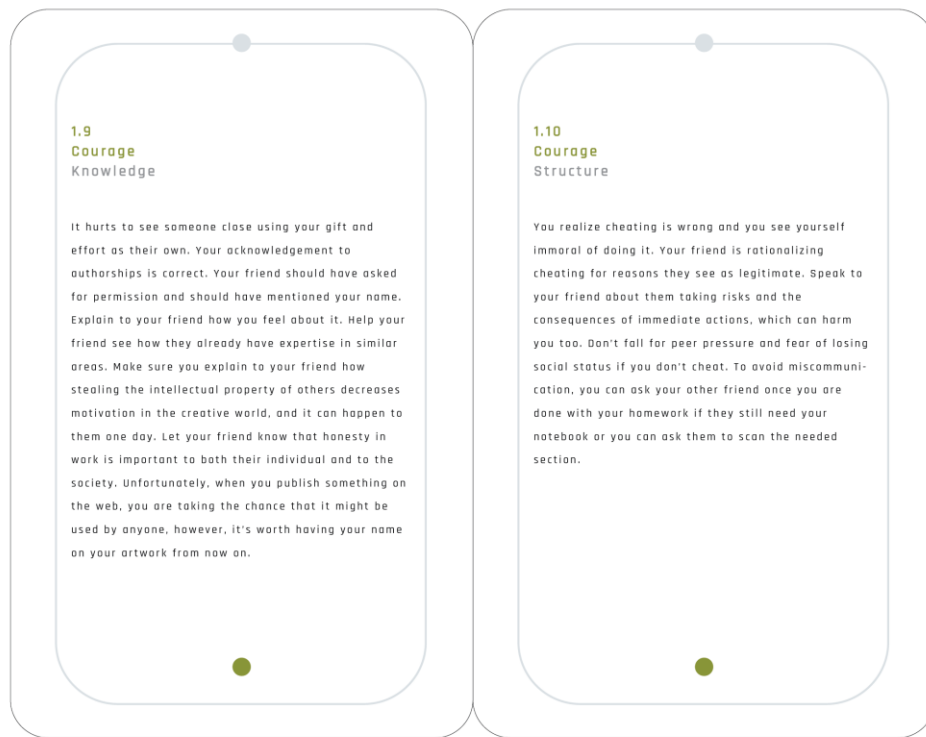 1.9
Courage
Knowledge
It hurts to see someone close using your gift and
effort as their own. Your acknowledgement to
authorships is correct. Your friend should have asked
for permission and should have mentioned your name.
Explain to your friend how you feel about it. Help your
friend see how they already have expertise in similar
areas. Make sure you explain to your friend how
stealing the intellectual property of others decreases
motivation in the creative world, and it can happen to
them one day. Let your friend know that honesty in
work is important to both their individual and to the
society. Unfortunately, when you publish something on
the web, you are taking the chance that it might be
used by anyone, however, it's worth having your name
on your artwork from now on.
1.10
Courage
Structure
You realize cheating is wrong and you see yourself
immoral of doing it. Your friend is rationalizing
cheating for reasons they see as legitimate. Speak to
your friend about them taking risks and the
consequences of immediate actions, which can harm
you too. Don't fall for peer pressure and fear of losing
social status if you don't cheat. To avoid miscommuni-
cation, you can ask your other friend once you are
done with your homework if they still need your
notebook or you can ask them to scan the needed
section.